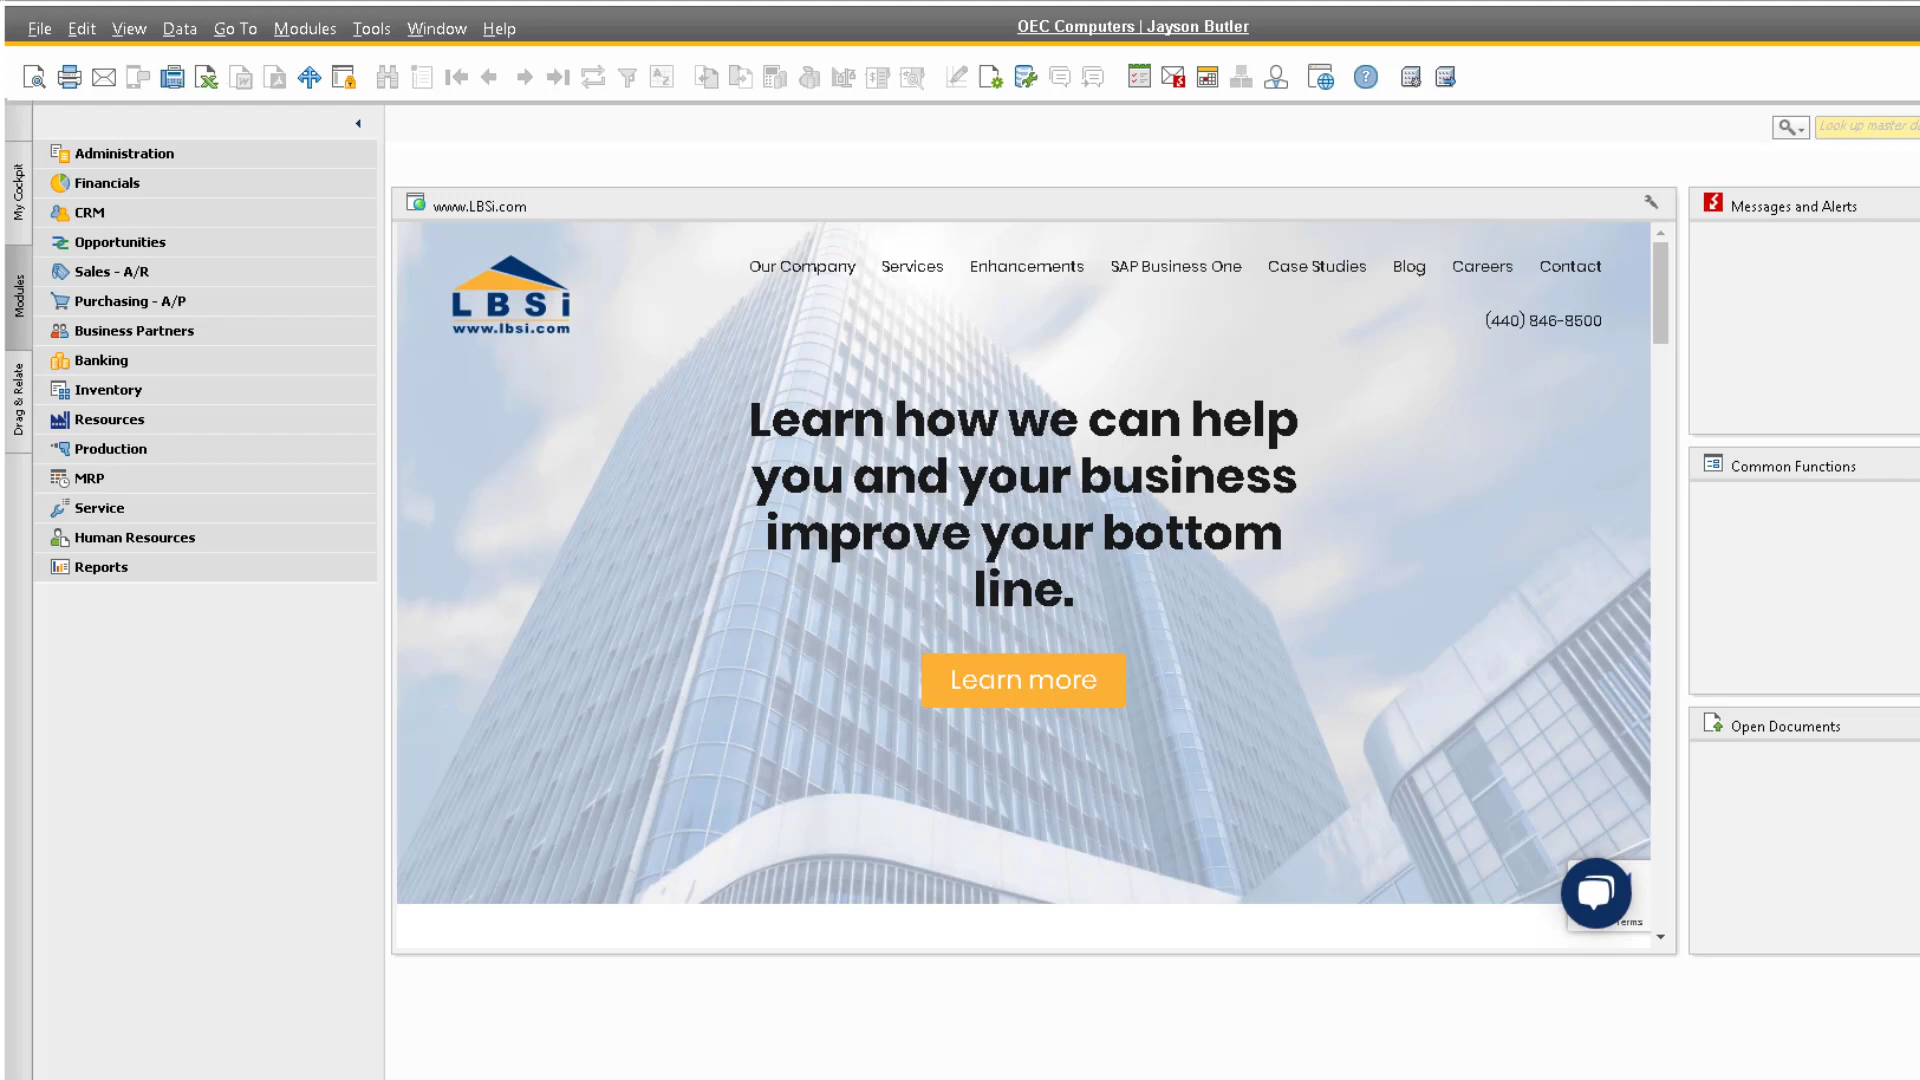 File Edit View Data Go To Modules Tools Window Help
OEC Computers | Jayson Butler
Look up master da
My Cockpit
Modules
Drag & Relate
Administration
Financials
CRM
Opportunities
Sales - A/R
Purchasing - A/P
Business Partners
Banking
Inventory
Resources
Production
MRP
Service
Human Resources
Reports
www.LBSi.com
LBSi
www.lbsi.com
Our Company Services Enhancements SAP Business One Case Studies Blog Careers Contact
(440) 846-8500
Learn how we can help
you and your business
improve your bottom
line.
Learn more
Messages and Alerts
Common Functions
Open Documents